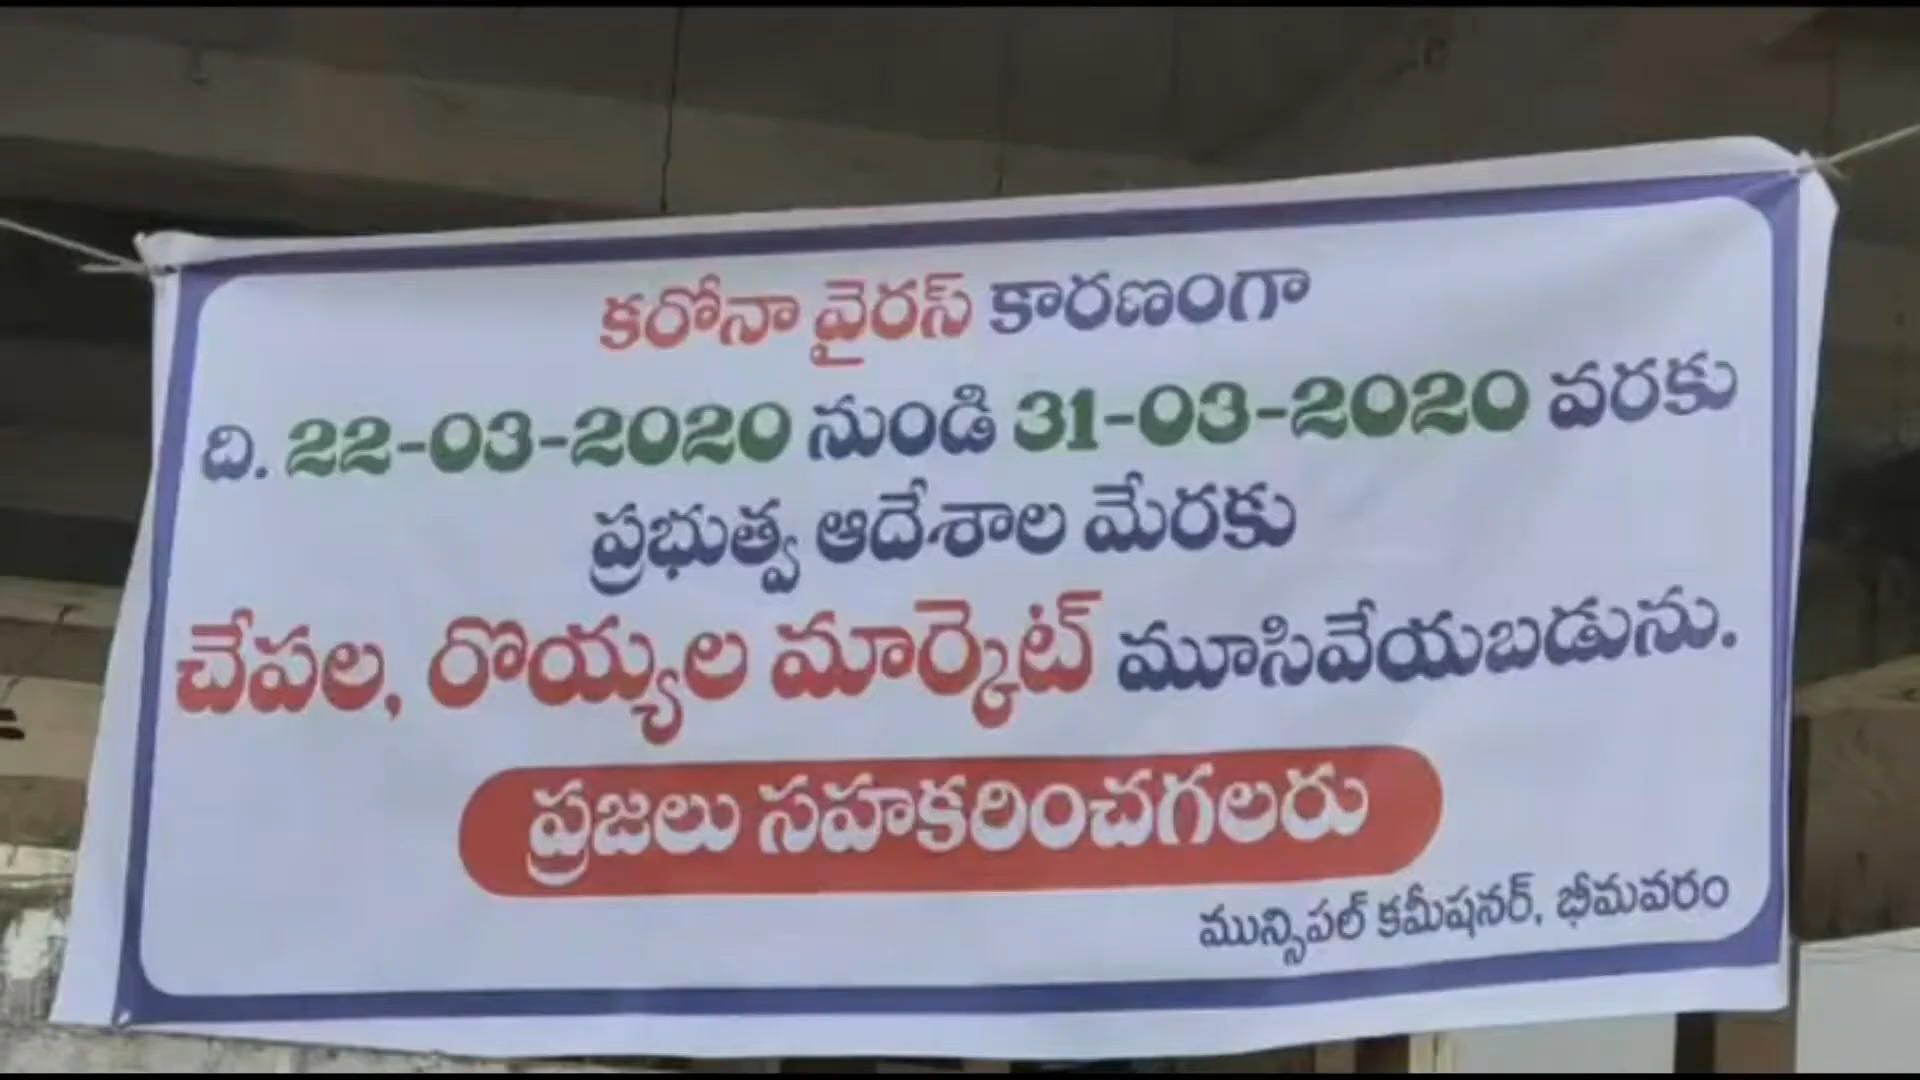 కరోనా వైరస్ కారణంగా
ది. 22-03-2020 నుండి 31-03-2020 వరకు
ప్రభుత్వ ఆదేశాల మేరకు
చేపల, రొయ్యల మార్కెట్ మూసివేయబడును.
ప్రజలు సహకరించగలరు
మున్సిపల్ కమీషనర్, భీమవరం